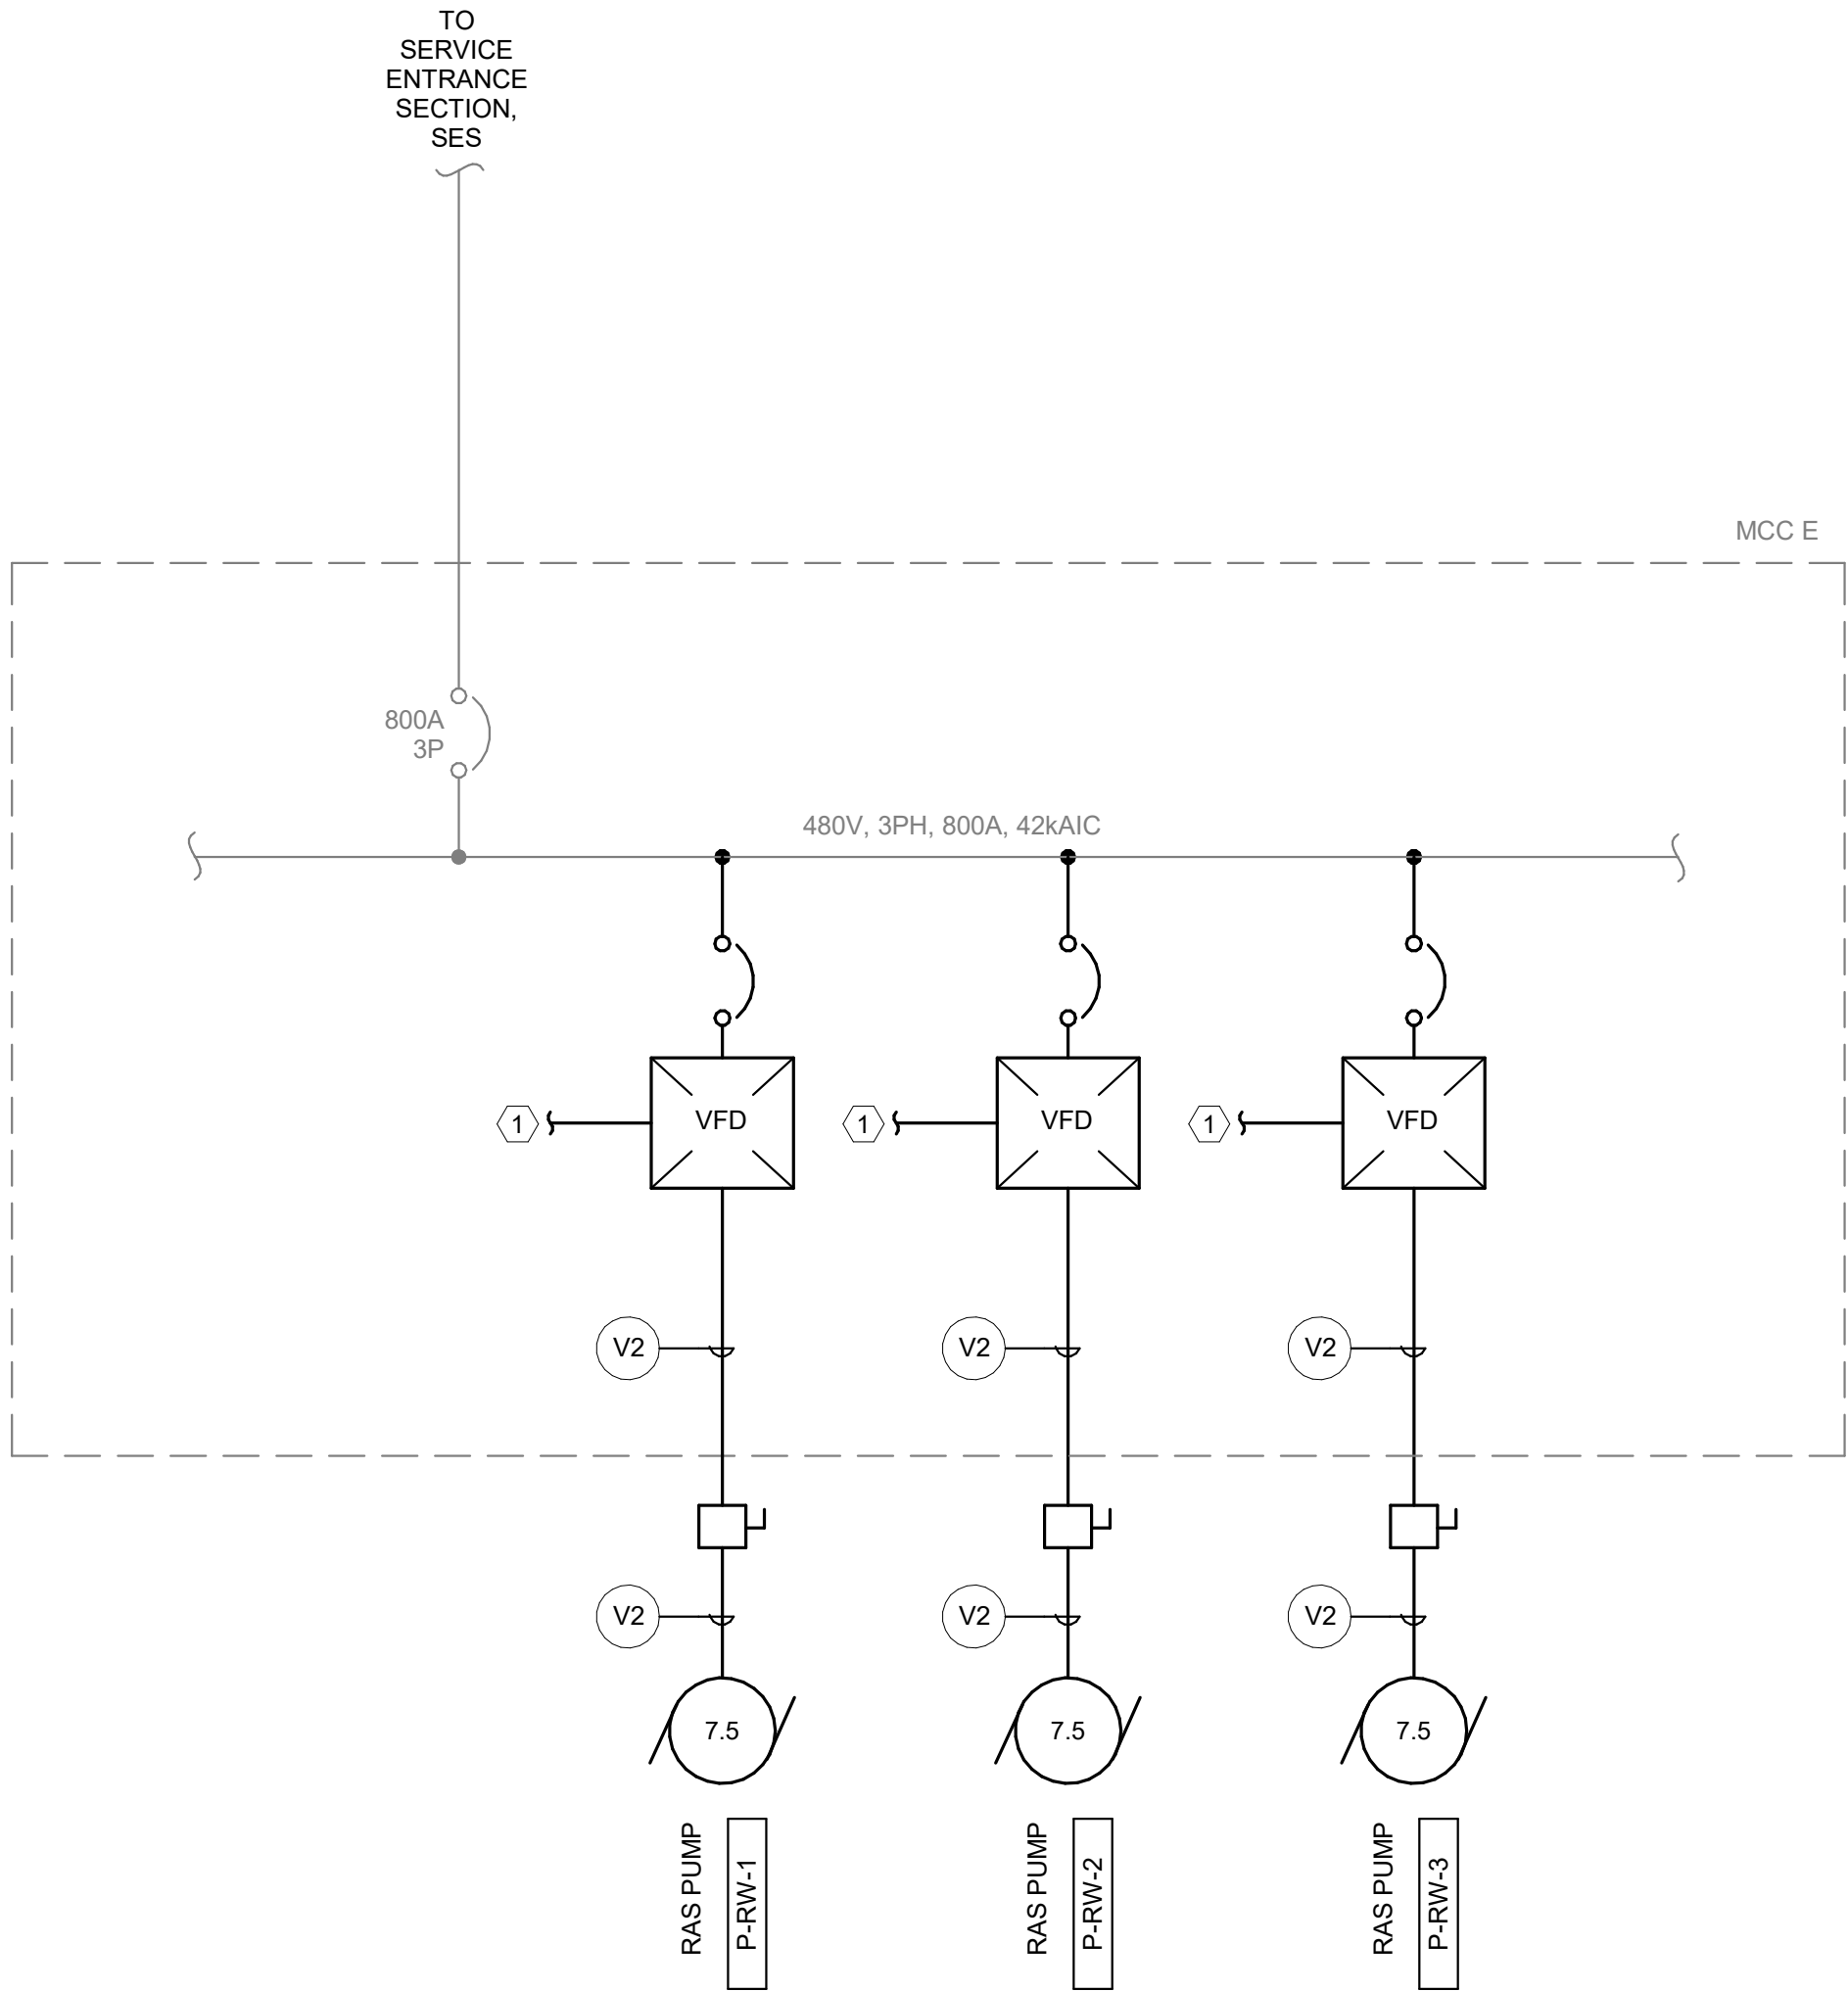 TO
SERVICE
ENTRANCE
SECTION,
SES
MCC E
800A
3P
480V, 3PH, 800A, 42kAIC
VFD
VFD
VFD
1
1
1
V2
V2
V2
V2
V2
V2
7.5
7.5
7.5
RAS PUMP
P-RW-1
RAS PUMP
P-RW-2
RAS PUMP
P-RW-3